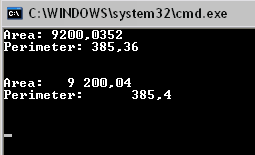 C:\WINDOWS\system32\cmd.exe
Area: 9200,0352
Perimeter: 385,36
Area:   9 200,04
Perimeter:      385,4